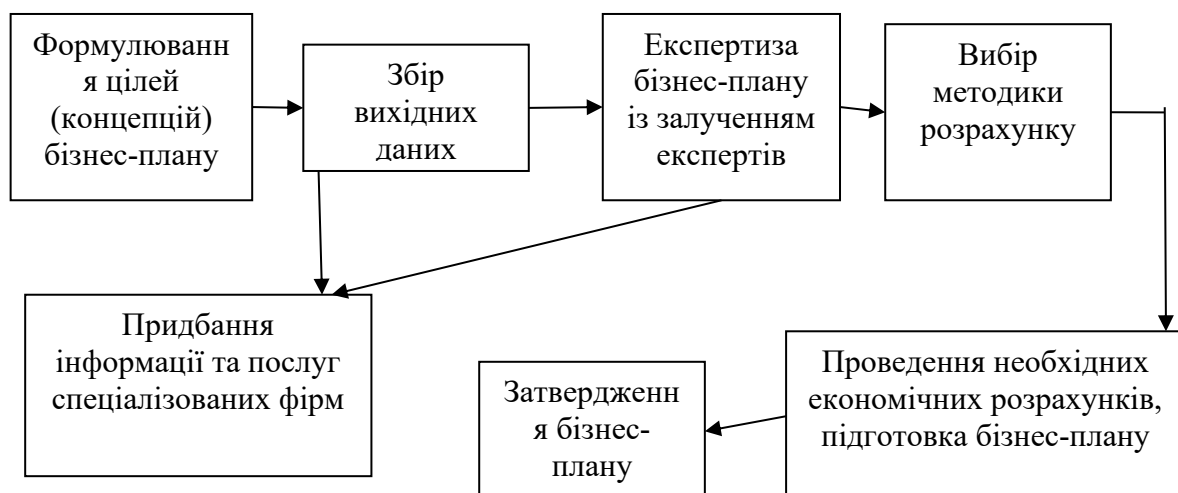 Формулюванн
я цілей
(концепцій)
бізнес-плану
Збір
вихідних
даних
Експертиза
бізнес-плану
із залученням
експертів
Вибір
методики
розрахунку
Придбання
інформації та послуг
спеціалізованих фірм
Затвердженн
я бізнес-
плану
Проведення необхідних
економічних розрахунків,
підготовка бізнес-плану